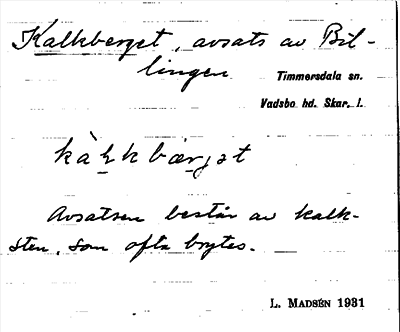 Kalkberget, avsats av Bil-
lingen
Timmersdala sn.
Vadsbo hd. Skar. l.
kàlkbærjət
Avsatsen består av kalk-
sten, som ofta brytes.
L. MADSÉN 1931